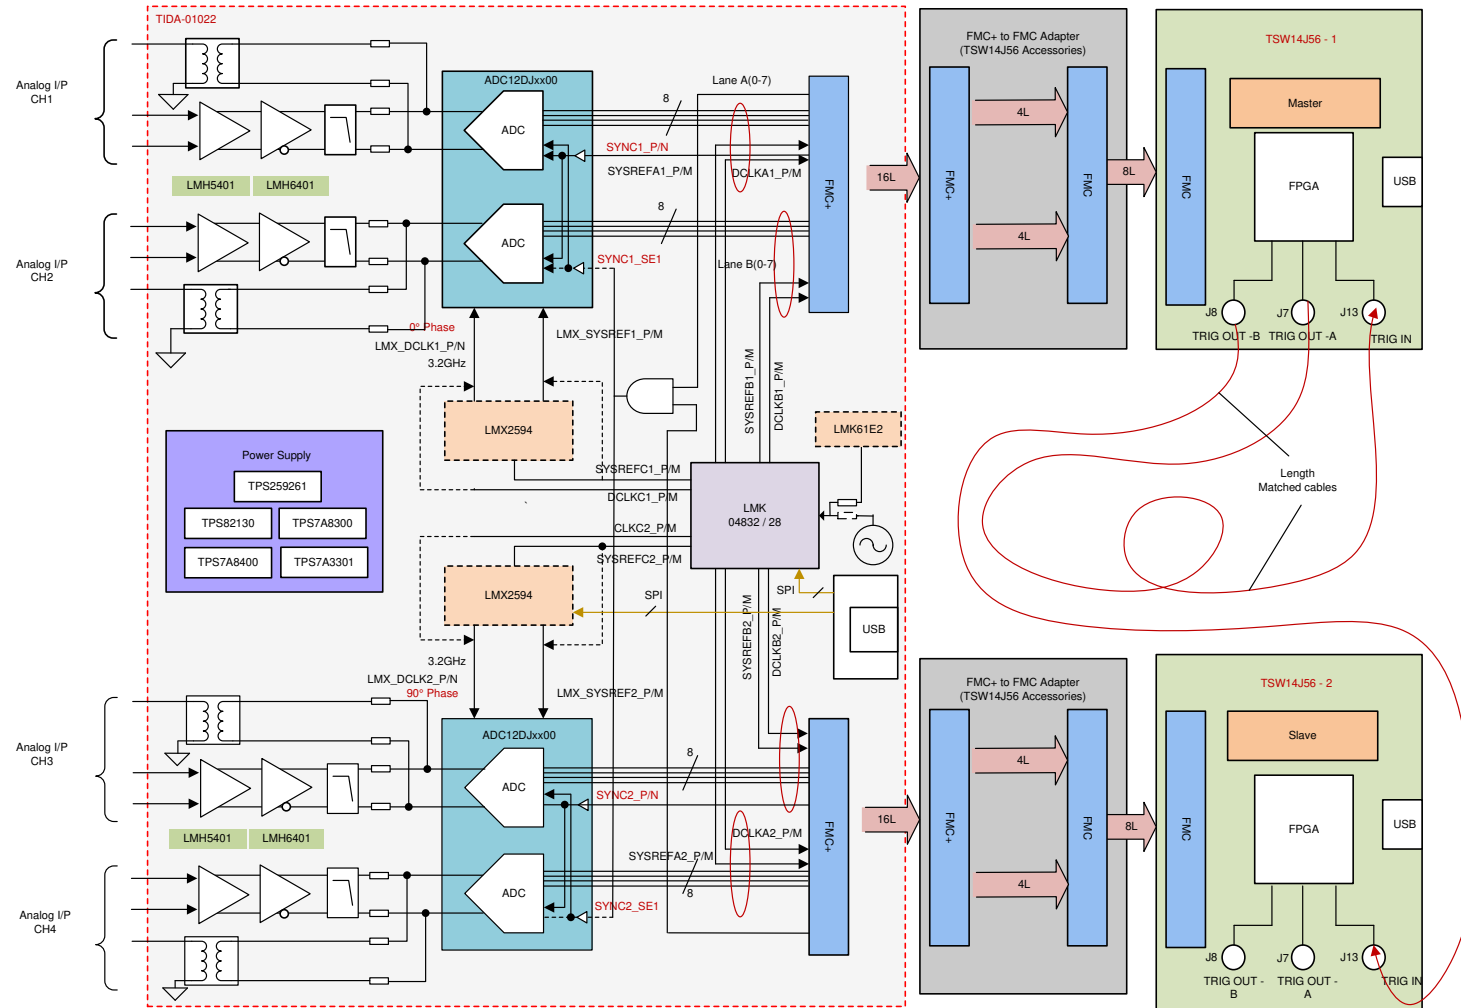 TIDA-01022
Analog I/P
CH1
LMH5401
LMH6401
Analog I/P
CH2
ADC12DJxx00
ADC
ADC
8
8
Lane A(0-7)
SYNC1_P/N
SYSREFA1_P/M
DCLKA1_P/M
SYNC1_SE1
Lane B(0-7)
FMC+
16L
0° Phase
LMX_DCLK1_P/N
3.2GHz
LMX_SYSREF1_P/M
LMX2594
SYSREFB1_P/M
DCLKB1_P/M
LMK61E2
SYSREFC1_P/M
DCLKC1_P/M
LMK
04832 / 28
CLKC2_P/M
SYSREFC2_P/M
Power Supply
TPS259261
TPS82130
TPS7A8300
TPS7A8400
TPS7A3301
LMX2594
SPI
SPI
USB
SYSREFB2_P/M
DCLKB2_P/M
3.2GHz
LMX_DCLK2_P/N
90° Phase
LMX_SYSREF2_P/M
Analog I/P
CH3
LMH5401
LMH6401
Analog I/P
CH4
ADC12DJxx00
ADC
ADC
8
8
SYNC2_P/N
DCLKA2_P/M
SYSREFA2_P/M
SYNC2_SE1
FMC+
16L
FMC+ to FMC Adapter
(TSW14J56 Accessories)
FMC+
4L
4L
FMC
8L
TSW14J56 - 1
Master
FMC
FPGA
USB
J8
J7
J13
TRIG OUT -B
TRIG OUT -A
TRIG IN
Length
Matched cables
FMC+ to FMC Adapter
(TSW14J56 Accessories)
FMC+
4L
4L
FMC
8L
TSW14J56 - 2
Slave
FMC
FPGA
USB
J8
J7
J13
TRIG OUT -
B
TRIG OUT -
A
TRIG IN